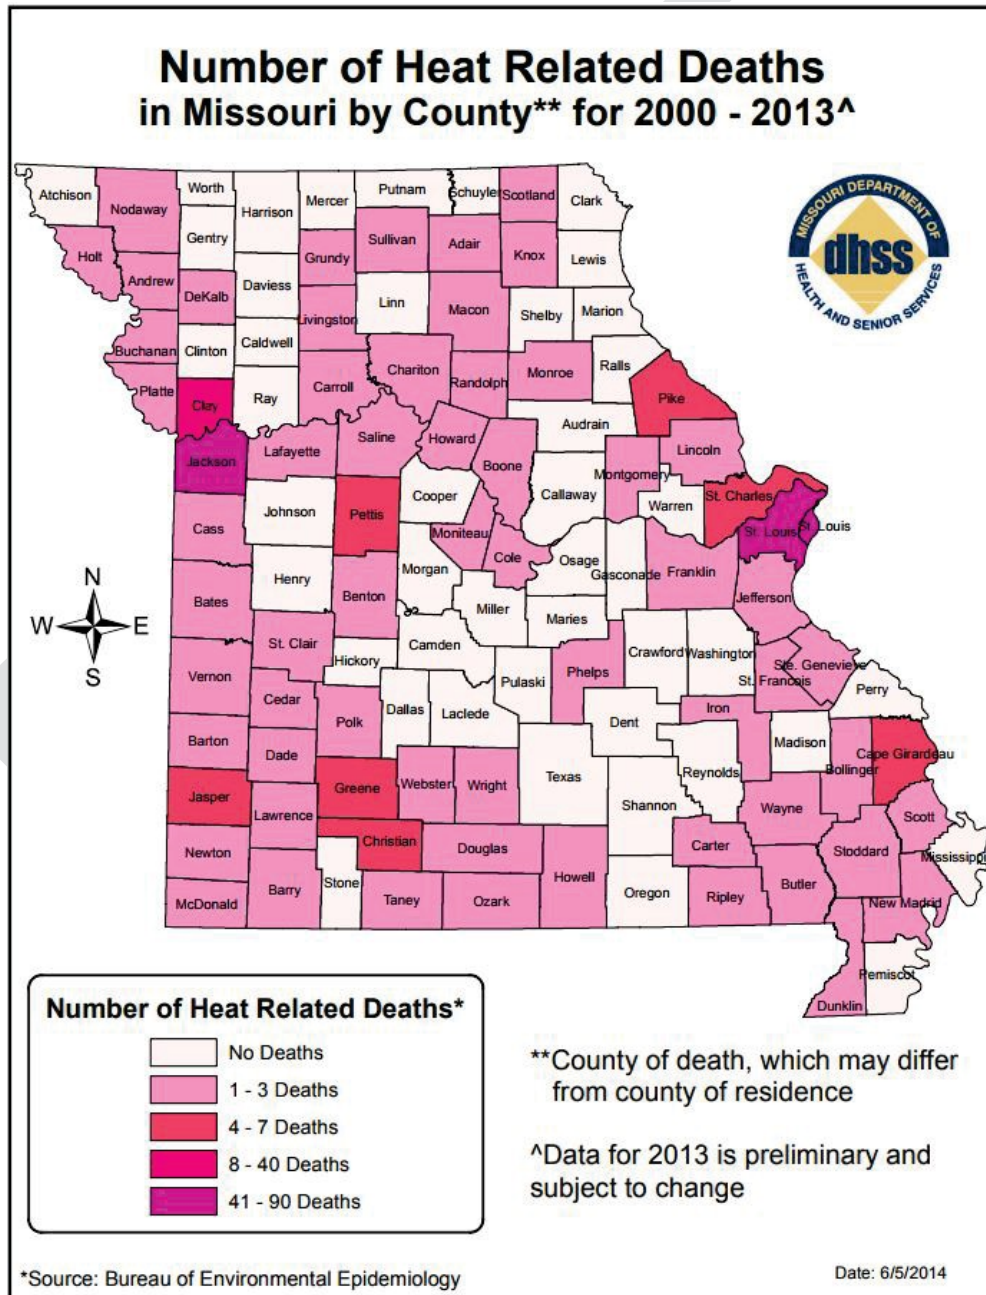 Number of Heat Related Deaths
in Missouri by County** for 2000 - 2013^
MISSOURI DEPARTMENT OF
dhss
HEALTH AND SENIOR SERVICES
Atchison
Nodaway
Worth
Harrison
Mercer
Putnam
Schuyler
Scotland
Clark
Gentry
Holt
Andrew
DeKalb
Daviess
Grundy
Sullivan
Adair
Knox
Lewis
Buchanan
Clinton
Caldwell
Livingston
Linn
Macon
Shelby
Marion
Platte
Clay
Ray
Carroll
Chariton
Randolph
Monroe
Ralls
Pike
Audrain
Jackson
Lafayette
Saline
Howard
Boone
Callaway
Montgomery
Lincoln
Warren
St. Charles
St. Louis
St. Louis
Cass
Johnson
Pettis
Cooper
Moniteau
Cole
Osage
Gasconade
Franklin
Jefferson
Bates
Henry
Benton
Morgan
Miller
Maries
N
W
E
S
Vernon
St. Clair
Hickory
Camden
Pulaski
Phelps
Crawford
Washington
St. Francois
Ste. Genevieve
Perry
Cedar
Polk
Dallas
Laclede
Dent
Iron
Madison
Bollinger
Cape Girardeau
Barton
Dade
Greene
Webster
Wright
Texas
Shannon
Reynolds
Wayne
Scott
Jasper
Lawrence
Christian
Douglas
Howell
Carter
Stoddard
Mississippi
Newton
McDonald
Barry
Stone
Taney
Ozark
Oregon
Ripley
Butler
New Madrid
Pemiscot
Dunklin
Number of Heat Related Deaths*
No Deaths
1 - 3 Deaths
4 - 7 Deaths
8 - 40 Deaths
41 - 90 Deaths
**County of death, which may differ
from county of residence
^Data for 2013 is preliminary and
subject to change
*Source: Bureau of Environmental Epidemiology
Date: 6/5/2014